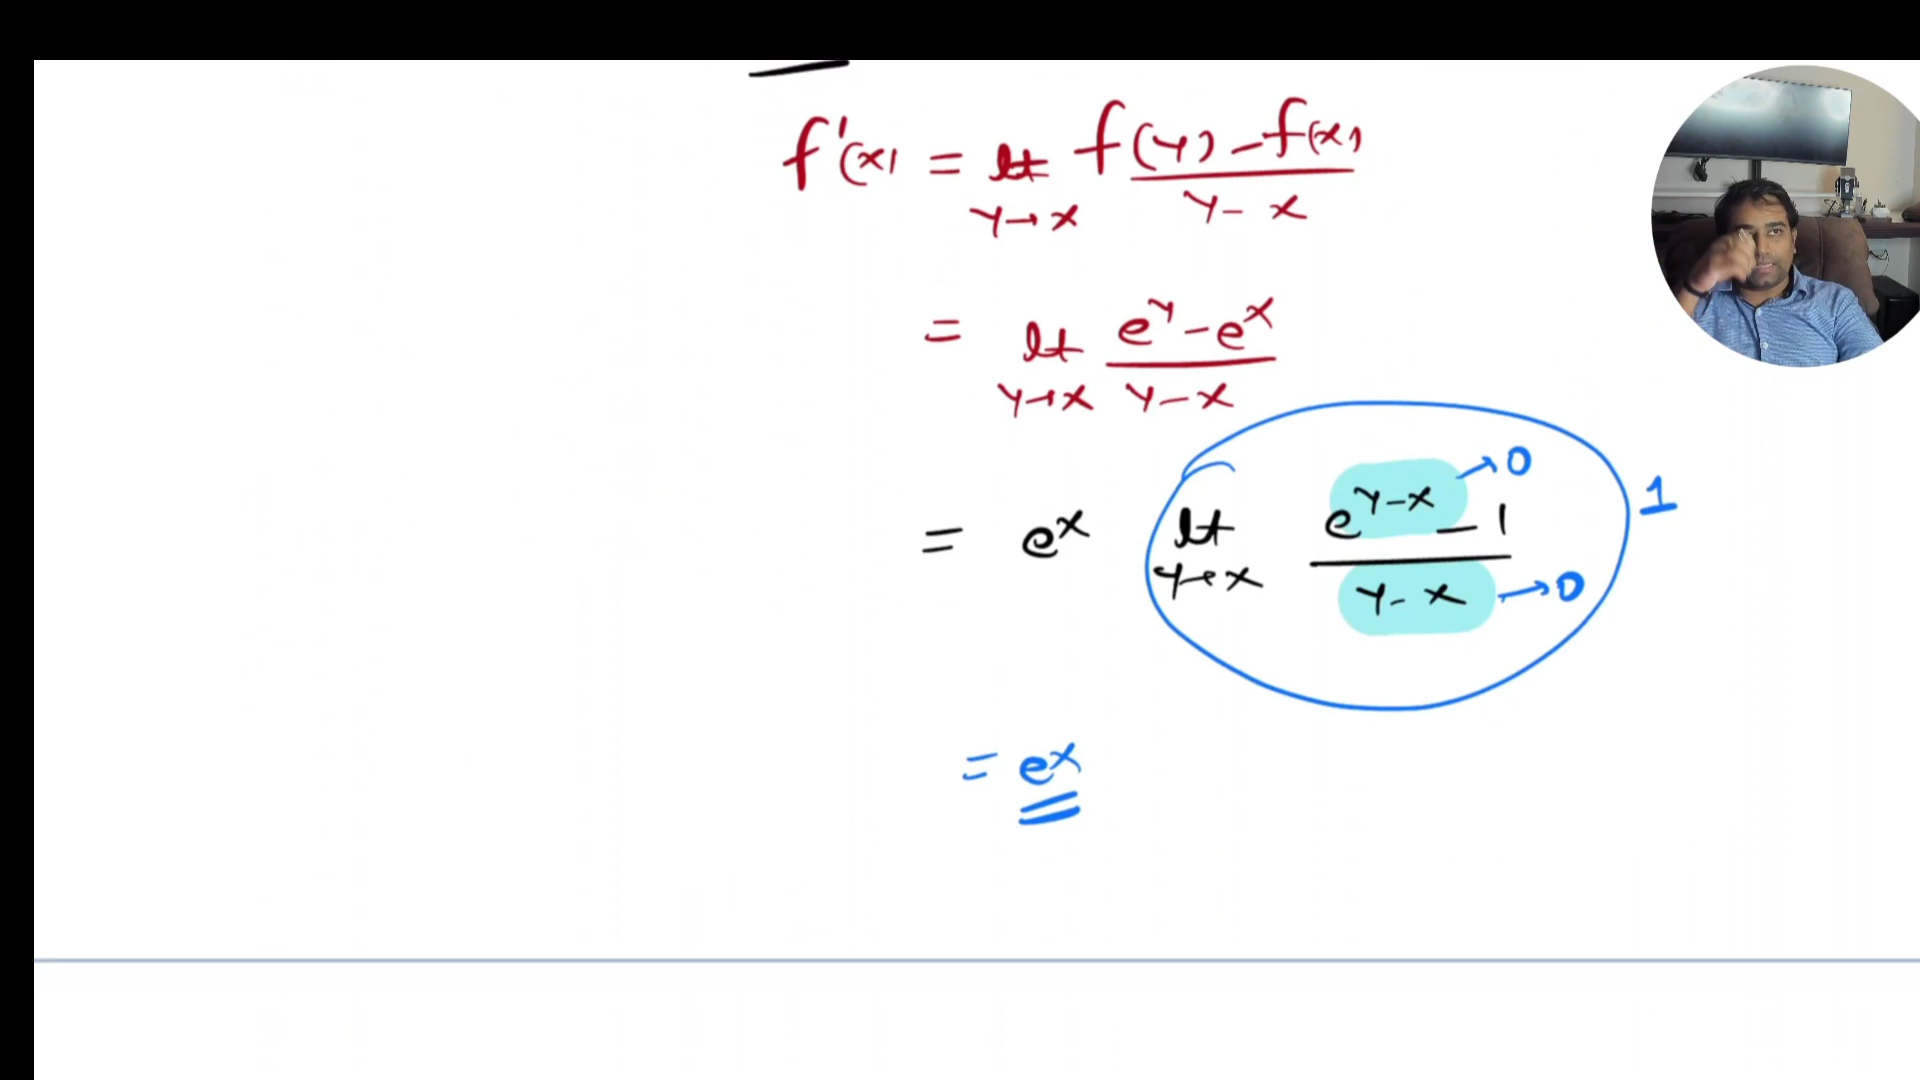 f'(x) = lt f(y) - f(x)
y→x y - x
= lt e^y - e^x
y→x y - x
= e^x lt e^(y-x) - 1 →0 1
y→x y - x →0
= e^x